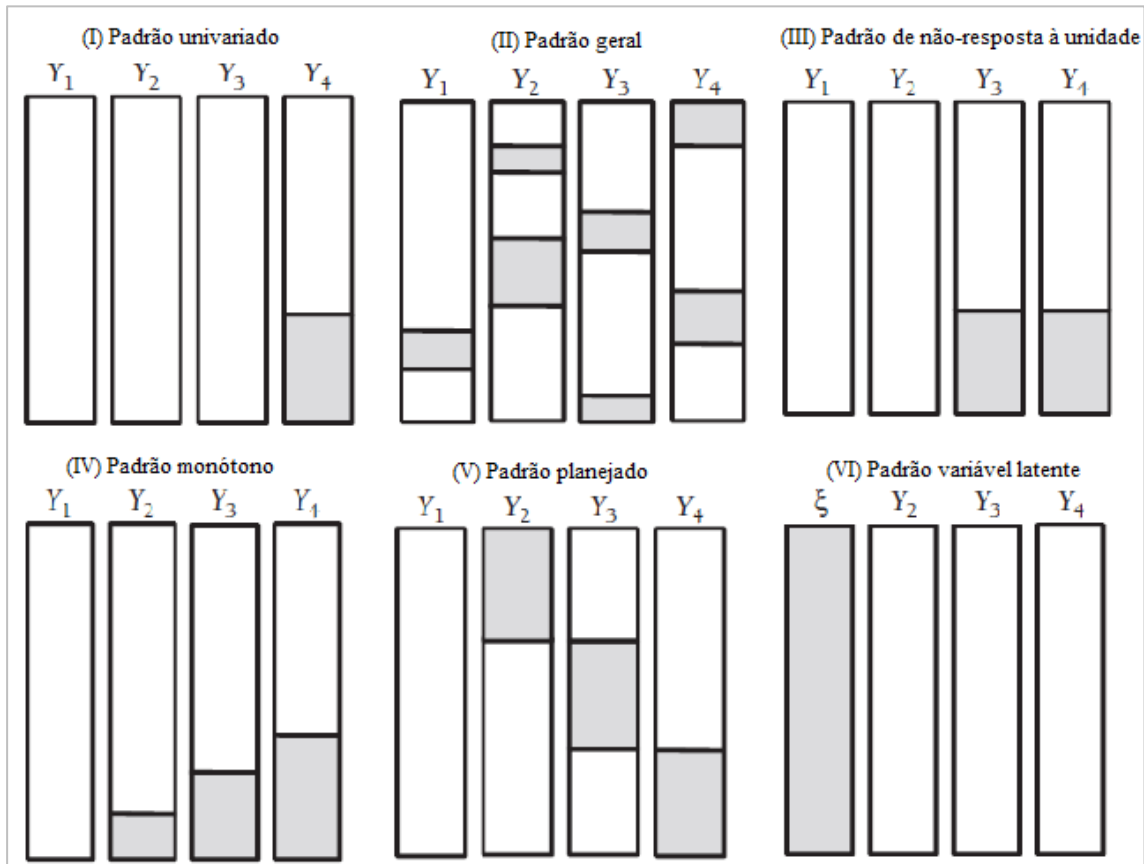 (I) Padrão univariado
Y1 Y2 Y3 Y4
(II) Padrão geral
Y1 Y2 Y3 Y4
(III) Padrão de não-resposta à unidade
Y1 Y2 Y3 Y4
(IV) Padrão monótono
Y1 Y2 Y3 Y4
(V) Padrão planejado
Y1 Y2 Y3 Y4
(VI) Padrão variável latente
ξ Y2 Y3 Y4